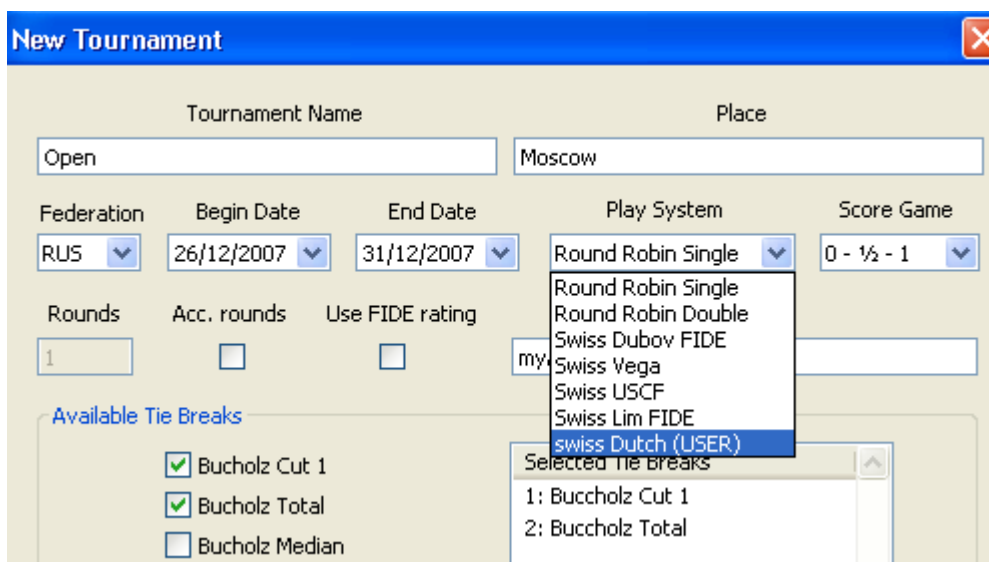 New Tournament
Tournament Name Place
Open Moscow
Federation Begin Date End Date Play System Score Game
RUS 26/12/2007 31/12/2007 Round Robin Single 0 - ½ - 1
Round Robin Single
Rounds Acc. rounds Use FIDE rating Round Robin Double
Swiss Dubov FIDE
1 my Swiss Vega
Swiss USCF
Available Tie Breaks Swiss Lim FIDE
swiss Dutch (USER)
Bucholz Cut 1 Selected Tie Breaks
1: Buccholz Cut 1
Bucholz Total 2: Buccholz Total
Bucholz Median